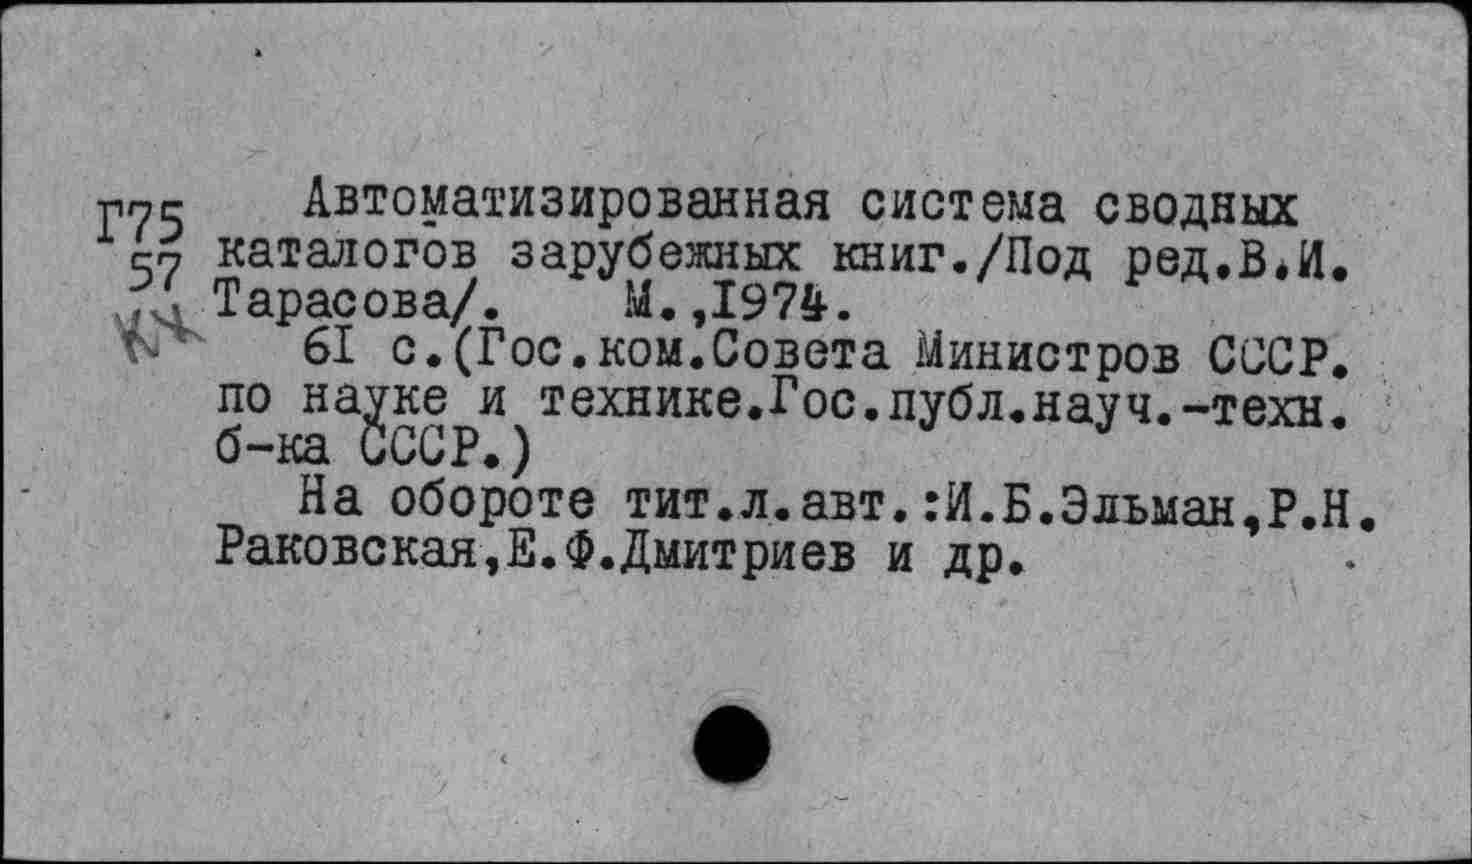 Г75 Автоматизированная система сводных
57 каталогов зарубежных книг./Под ред.В.И.
Тарасова/. М.,1974.
61 с.(Гос.ком.Совета Министров СССР.
по науке и технике.Гос.публ.науч.-техн.
б-ка СССР.)
На обороте тит.л.авт.:И.Б.Эльман,Р.Н.
Раковская,Е.Ф.Дмитриев и др.